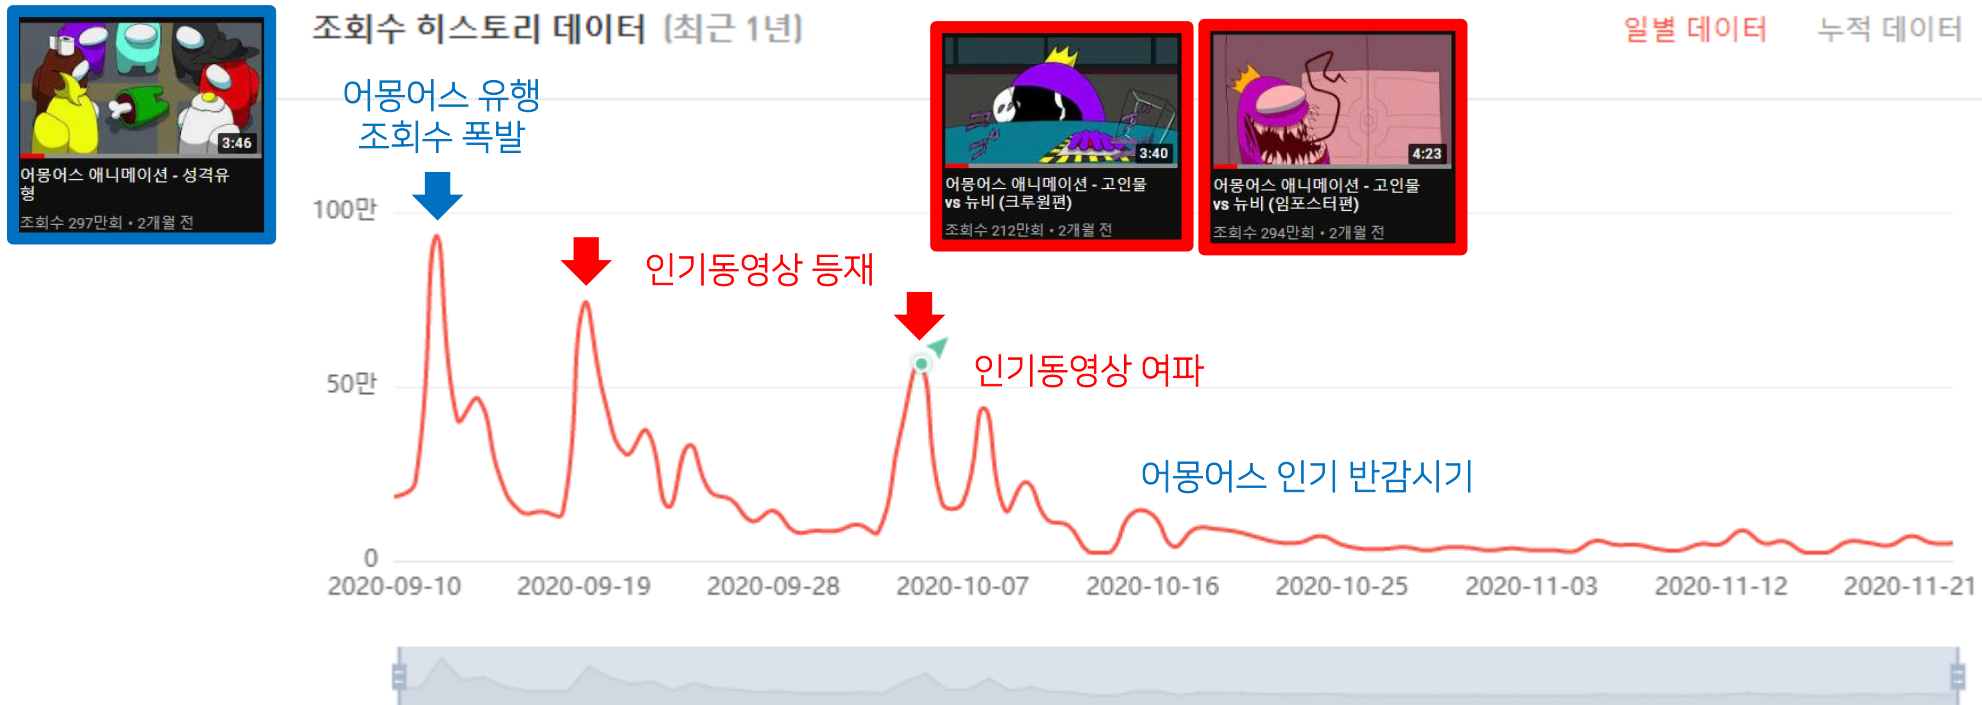 3:46
어몽어스 애니메이션 - 성격유
형
조회수 297만회 • 2개월 전
조회수 히스토리 데이터 (최근 1년)
일별 데이터 누적 데이터
어몽어스 유행
조회수 폭발
3:40
어몽어스 애니메이션 - 고인물
vs 뉴비 (크루원편)
조회수 212만회 • 2개월 전
4:23
어몽어스 애니메이션 - 고인물
vs 뉴비 (임포스터편)
조회수 294만회 • 2개월 전
인기동영상 등재
인기동영상 여파
어몽어스 인기 반감시기
100만
50만
0
2020-09-10 2020-09-19 2020-09-28 2020-10-07 2020-10-16 2020-10-25 2020-11-03 2020-11-12 2020-11-21